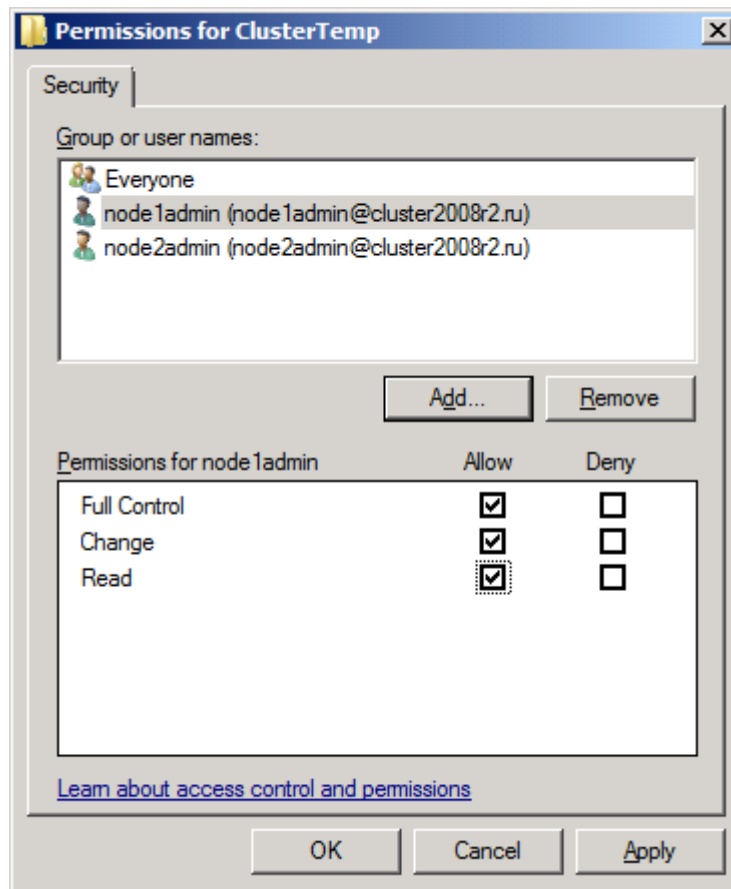 Permissions for ClusterTemp
Security
Group or user names:
Everyone
node1admin (node1admin@cluster2008r2.ru)
node2admin (node2admin@cluster2008r2.ru)
Add... Remove
Permissions for node1admin Allow Deny
Full Control
Change
Read
Learn about access control and permissions
OK Cancel Apply